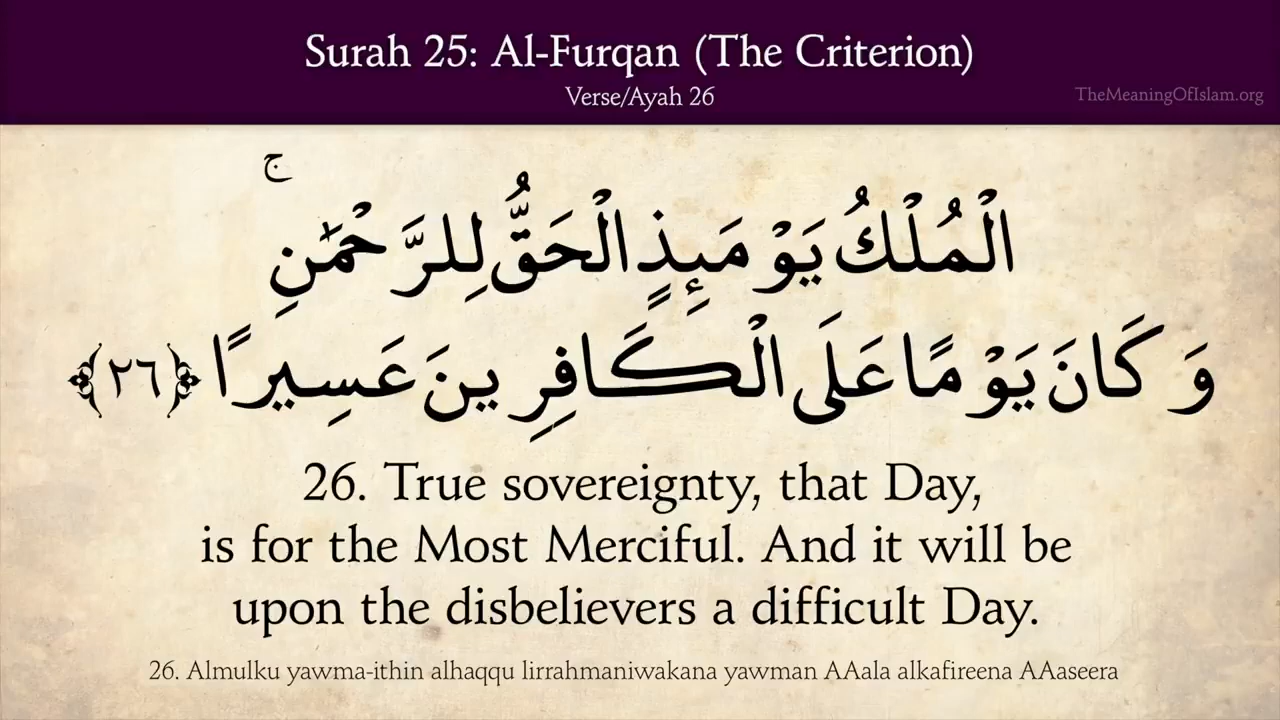 Surah 25: Al-Furqan (The Criterion)
Verse/Ayah 26
TheMeaningOfIslam.org
الْمُلْكُ يَوْمَئِذٍ الْحَقُّ لِلرَّحْمَٰنِ ۚ
وَكَانَ يَوْمًا عَلَى الْكَافِرِينَ عَسِيرًا ﴿٢٦﴾
26. True sovereignty, that Day,
is for the Most Merciful. And it will be
upon the disbelievers a difficult Day.
26. Almulku yawma-ithin alhaqqu lirrahmaniwakana yawman AAala alkafireena AAaseera